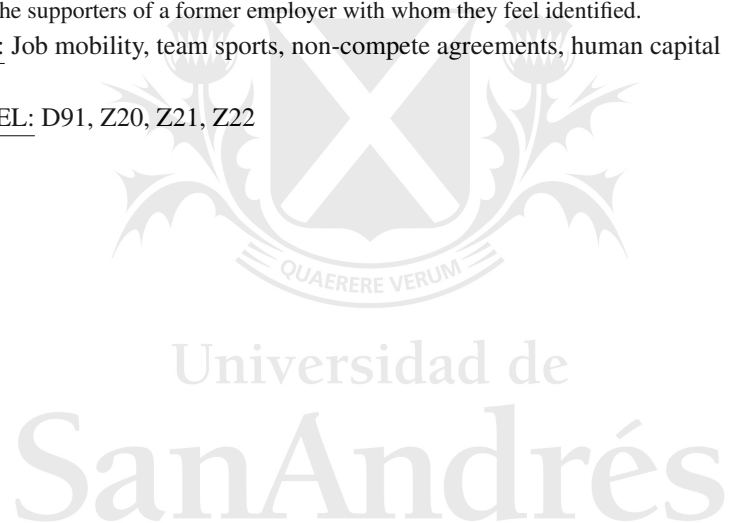 he supporters of a former employer with whom they feel identified.
: Job mobility, team sports, non-compete agreements, human capital
EL: D91, Z20, Z21, Z22
QUAERERE VERUM
Universidad de
SanAndrés